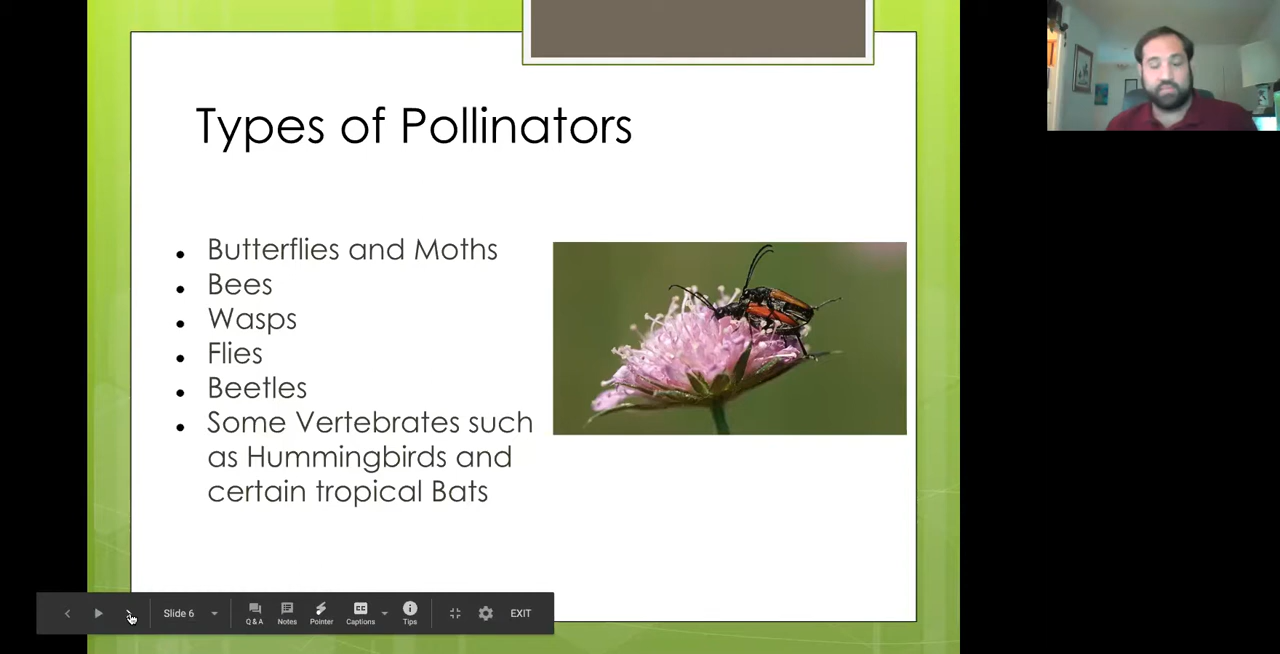 Types of Pollinators
Butterflies and Moths
Bees
Wasps
Flies
Beetles
Some Vertebrates such
as Hummingbirds and
certain tropical Bats
Slide 6
Q & A
Notes
Pointer
CC
Captions
Tips
EXIT